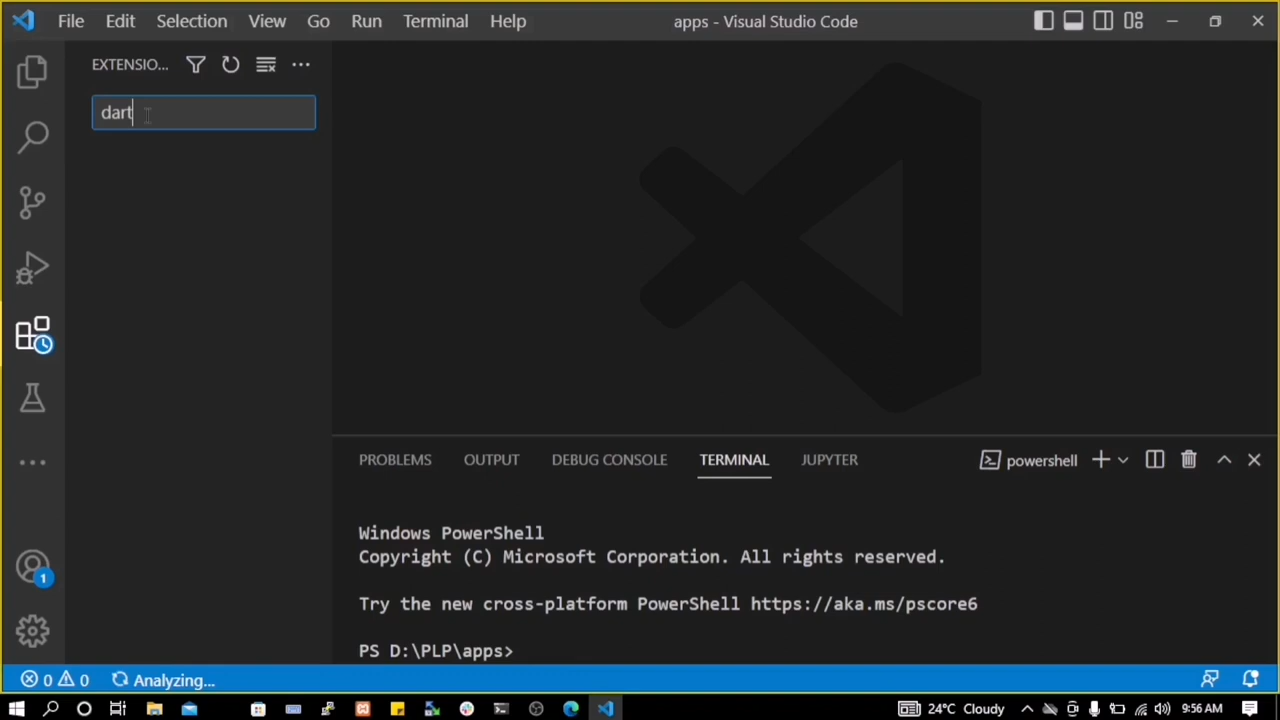 File Edit Selection View Go Run Terminal Help apps - Visual Studio Code
EXTENSIO...
dart
PROBLEMS OUTPUT DEBUG CONSOLE TERMINAL JUPYTER powershell
Windows PowerShell
Copyright (C) Microsoft Corporation. All rights reserved.
Try the new cross-platform PowerShell https://aka.ms/pscore6
PS D:\PLP\apps>
1
0 0 Analyzing...
24°C Cloudy 9:56 AM